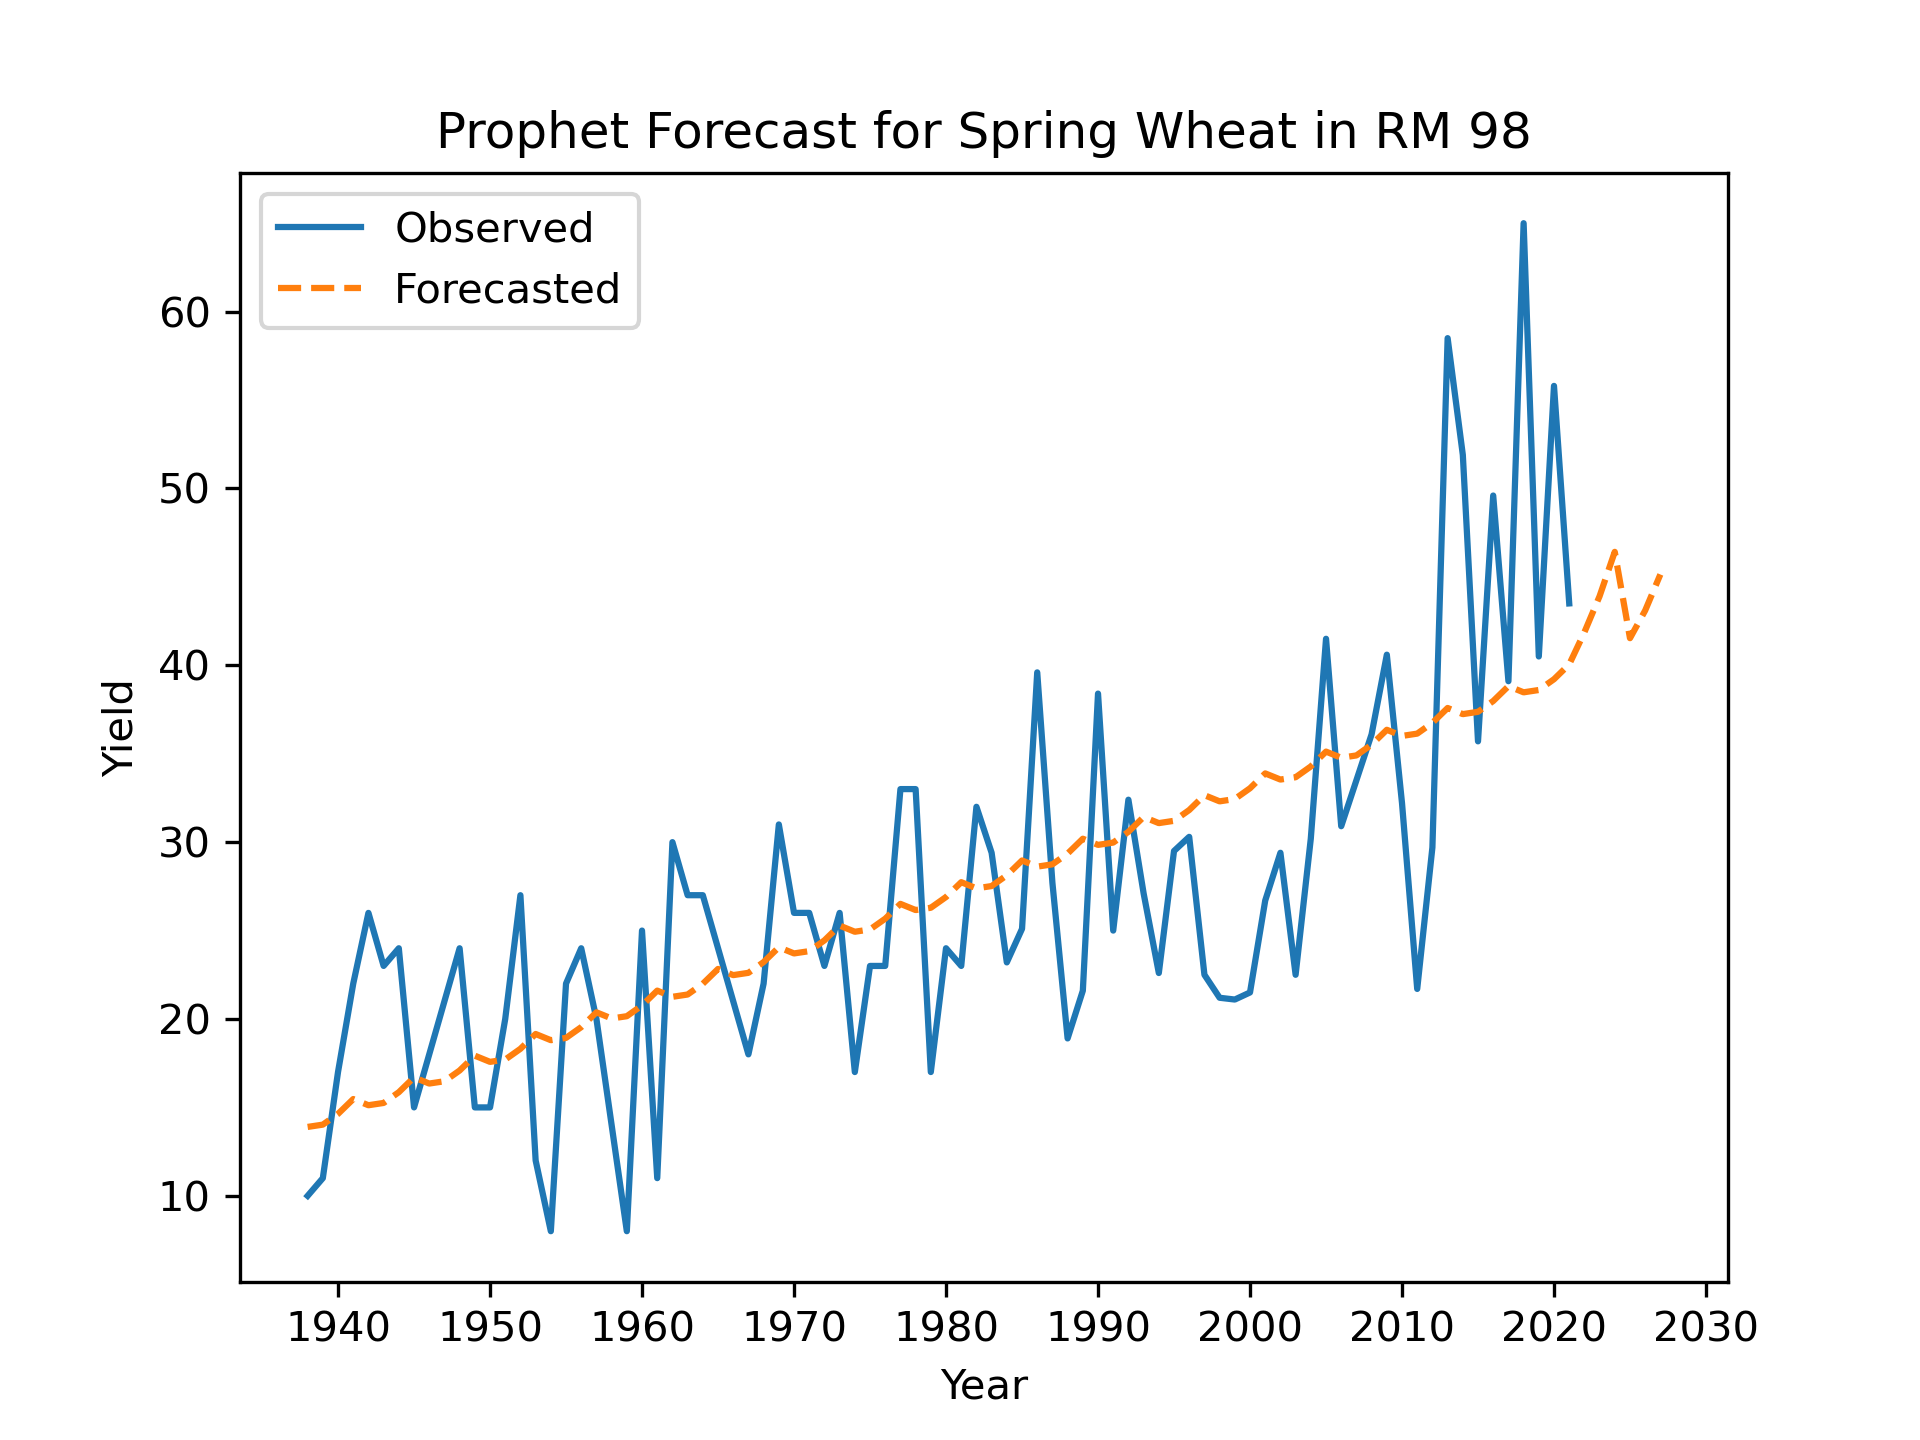 Prophet Forecast for Spring Wheat in RM 98
Observed
Forecasted
60
50
40
30
20
10
Yield
1940 1950 1960 1970 1980 1990 2000 2010 2020 2030
Year